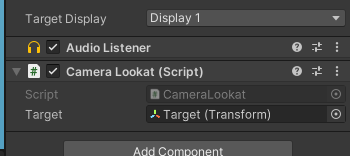 Target Display Display 1
Audio Listener
Camera Lookat (Script)
Script CameraLookat
Target Target (Transform)
Add Component